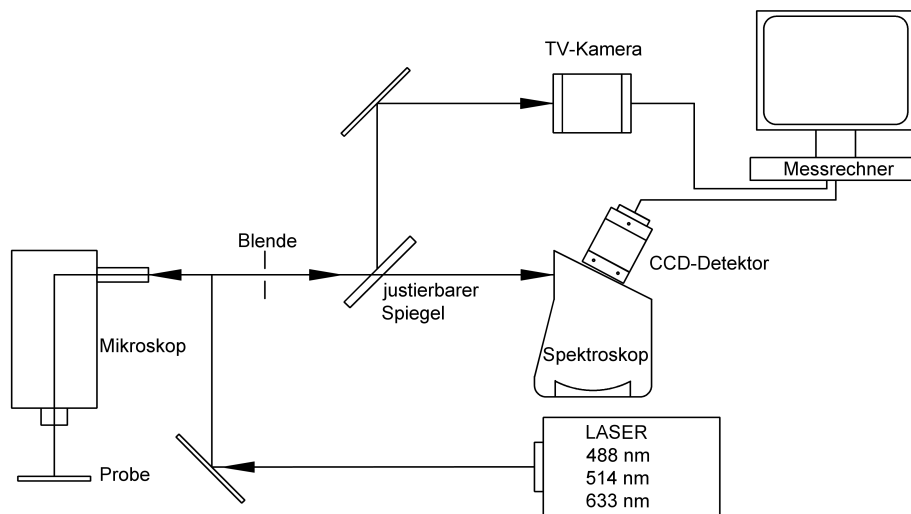 TV-Kamera
Messrechner
Blende
CCD-Detektor
justierbarer
Spiegel
Mikroskop
Spektroskop
Probe
LASER
488 nm
514 nm
633 nm